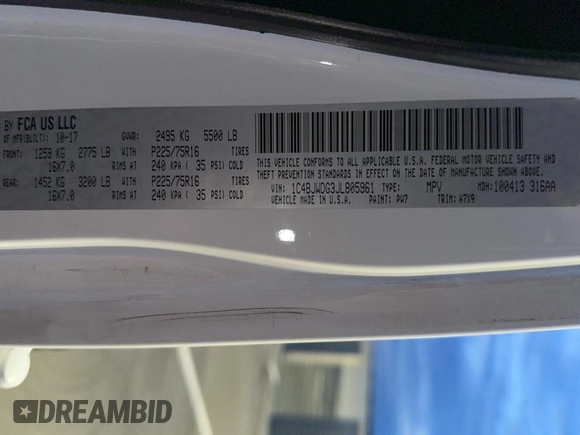 BY FCA US LLC
OF MFR(BUILT): 10-17 GVWR: 2495 KG 5500 LB
FRONT: 1259 KG 2775 LB P225/75R16 TIRES
16X7.0 RIMS AT 240 KPA ( 35 PSI) COLD
REAR: 1452 KG 3200 LB P225/75R16 TIRES
16X7.0 RIMS AT 240 KPA ( 35 PSI) COLD
THIS VEHICLE CONFORMS TO ALL APPLICABLE U.S.A. FEDERAL MOTOR VEHICLE
SAFETY, BUMPER AND THEFT PREVENTION STANDARDS IN EFFECT ON THE DATE OF
MANUFACTURE SHOWN ABOVE.
VIN: 1C4BJWDG3JL805961 TYPE: MPV MDH: 100413 316AA
VEHICLE MADE IN U.S.A. PAINT: PW7 TRIM: A7X9
DREAMBID